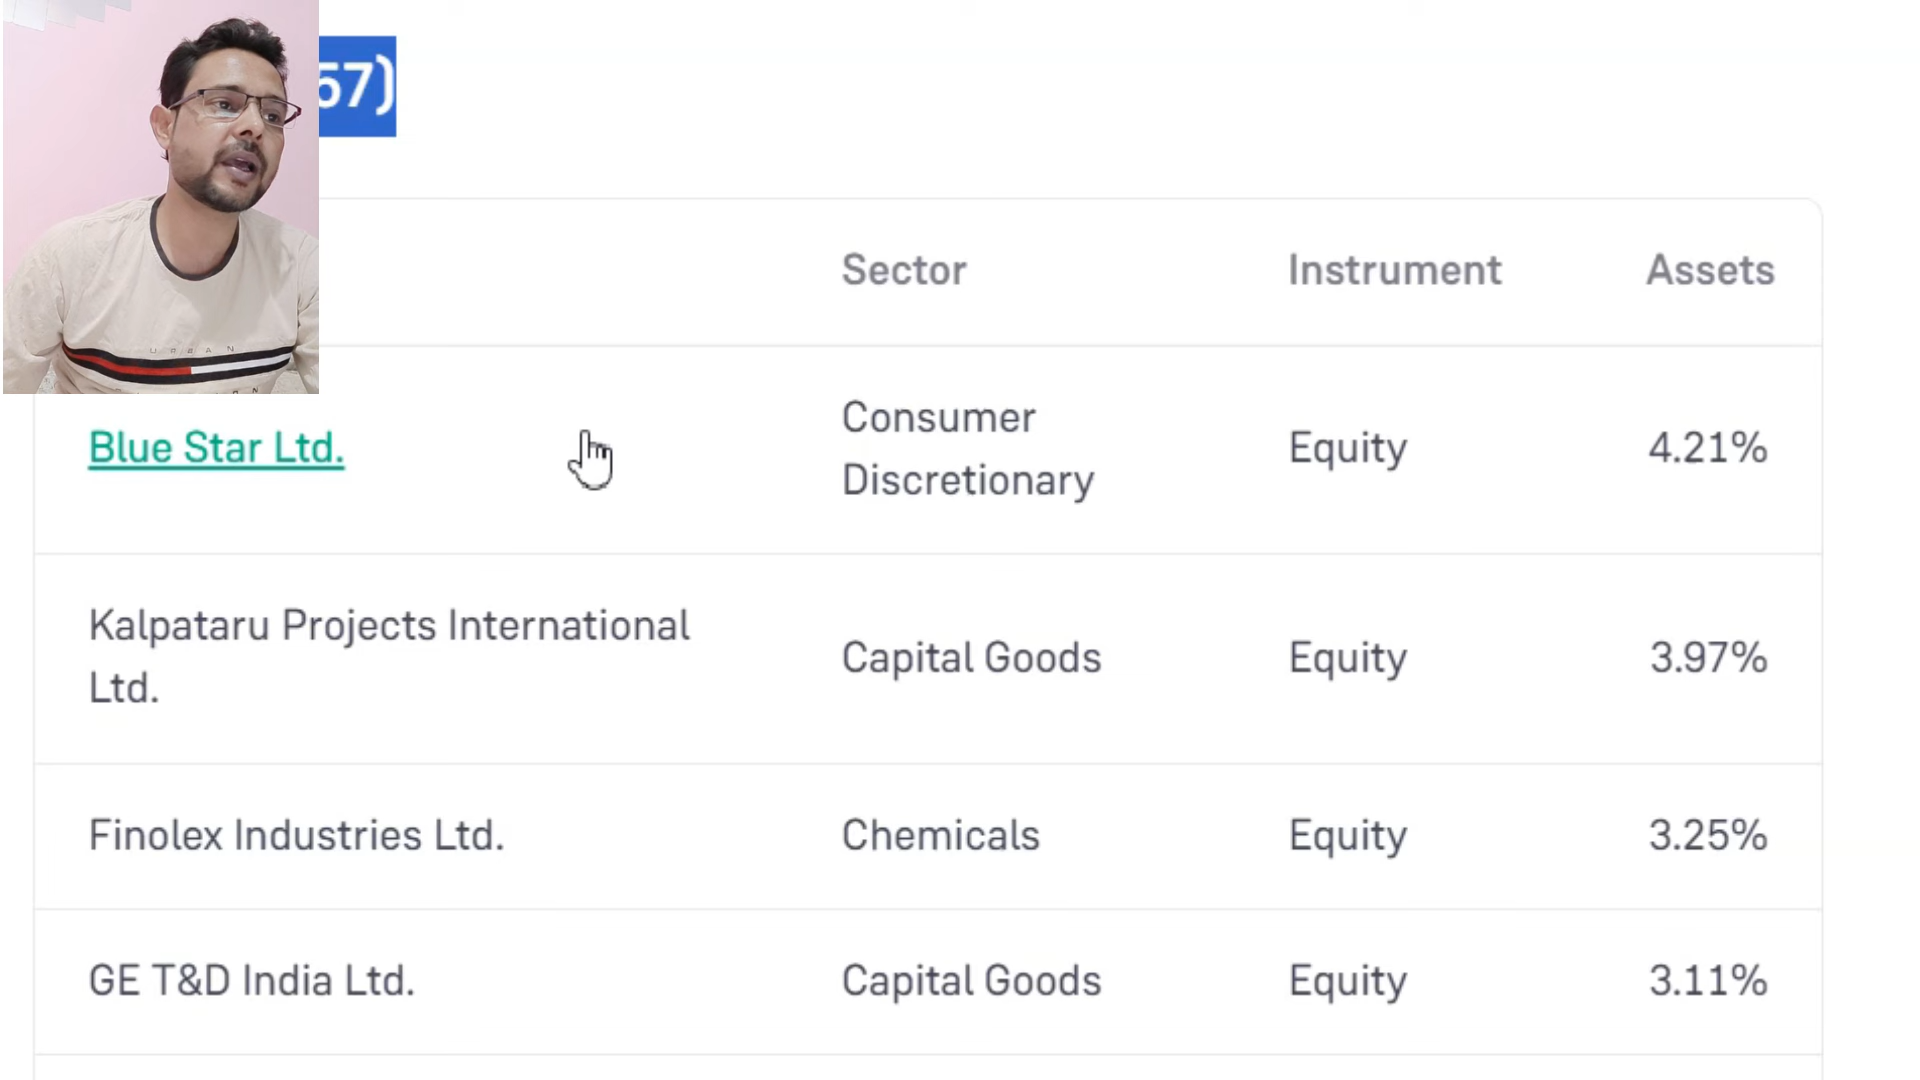 57)
Sector Instrument Assets
Blue Star Ltd. Consumer Discretionary Equity 4.21%
Kalpataru Projects International Ltd. Capital Goods Equity 3.97%
Finolex Industries Ltd. Chemicals Equity 3.25%
GE T&D India Ltd. Capital Goods Equity 3.11%
URBAN